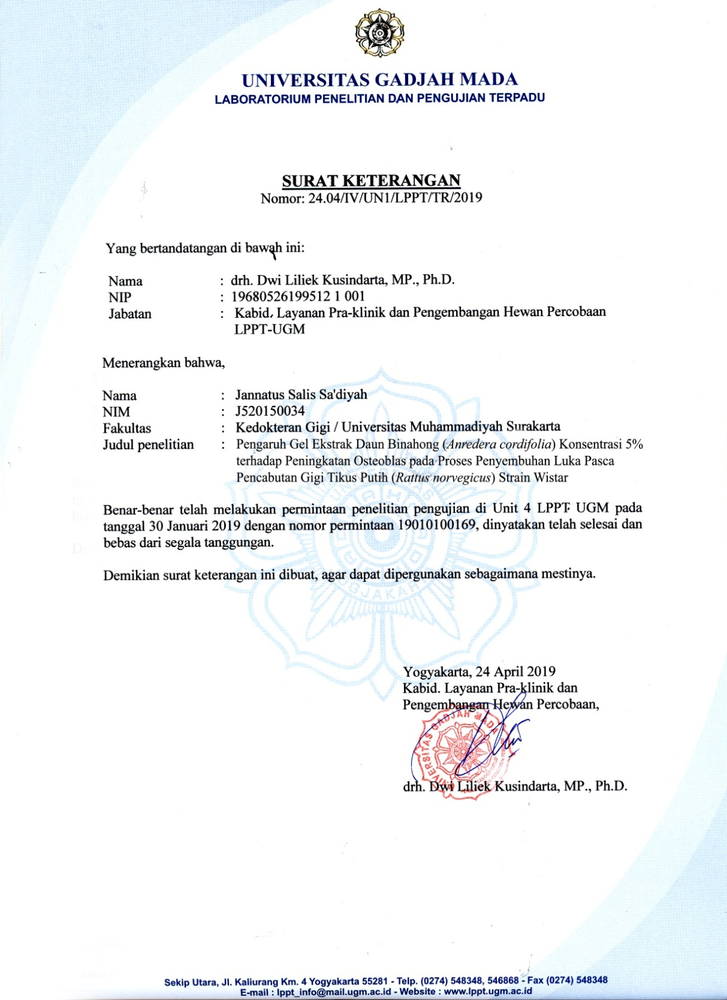 UNIVERSITAS GADJAH MADA
LABORATORIUM PENELITIAN DAN PENGUJIAN TERPADU
SURAT KETERANGAN
Nomor: 24.04/IV/UN1/LPPT/TR/2019
Yang bertandatangan di bawah ini:
Nama : drh. Dwi Liliek Kusindarta, MP., Ph.D.
NIP : 19680526199512 1 001
Jabatan : Kabid. Layanan Pra-klinik dan Pengembangan Hewan Percobaan
LPPT-UGM
Menerangkan bahwa,
Nama : Jannatus Salis Sa'diyah
NIM : J520150034
Fakultas : Kedokteran Gigi / Universitas Muhammadiyah Surakarta
Judul penelitian : Pengaruh Gel Ekstrak Daun Binahong (Anredera cordifolia) Konsentrasi 5%
terhadap Peningkatan Osteoblas pada Proses Penyembuhan Luka Pasca
Pencabutan Gigi Tikus Putih (Rattus norvegicus) Strain Wistar
Benar-benar telah melakukan permintaan penelitian pengujian di Unit 4 LPPT UGM pada
tanggal 30 Januari 2019 dengan nomor permintaan 19010100169, dinyatakan telah selesai dan
bebas dari segala tanggungan.
Demikian surat keterangan ini dibuat, agar dapat dipergunakan sebagaimana mestinya.
Yogyakarta, 24 April 2019
Kabid. Layanan Pra-klinik dan
Pengembangan Hewan Percobaan,
UNIVERSITAS GADJAH MADA
drh. Dwi Liliek Kusindarta, MP., Ph.D.
Sekip Utara, Jl. Kaliurang Km. 4 Yogyakarta 55281 - Telp. (0274) 548348, 546868 - Fax (0274) 548348
E-mail : lppt_info@mail.ugm.ac.id - Website : www.lppt.ugm.ac.id